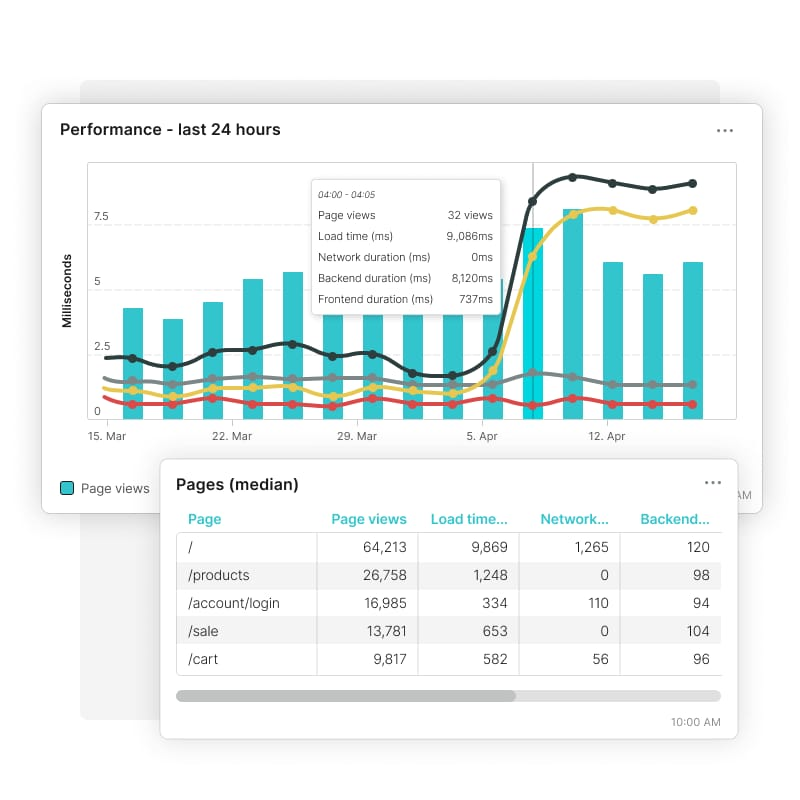 Performance - last 24 hours
04:00 - 04:05
Page views 32 views
Load time (ms) 9.,086ms
Network duration (ms) 0ms
Backend duration (ms) 8,120ms
Frontend duration (ms) 737ms
Milliseconds
7.5
5
2.5
0
15. Mar 22. Mar 29. Mar 5. Apr 12. Apr
Page views
AM
Pages (median)
Page Page views Load time... Network... Backend...
/ 64,213 9,869 1,265 120
/products 26,758 1,248 0 98
/account/login 16,985 334 110 94
/sale 13,781 653 0 104
/cart 9,817 582 56 96
10:00 AM